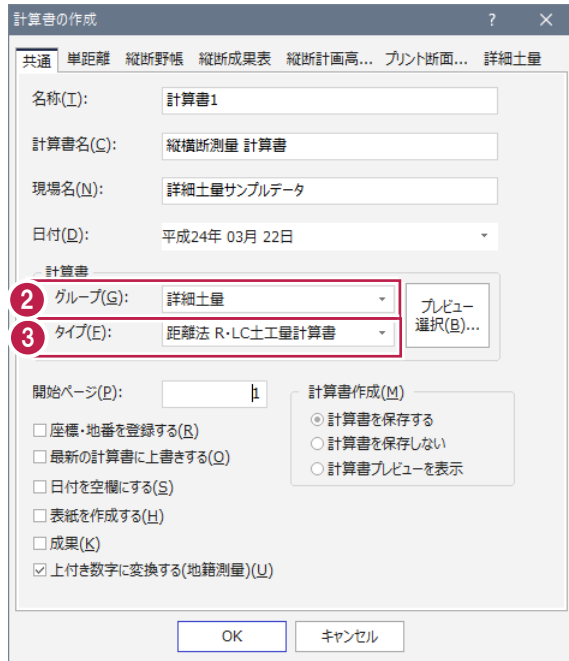 計算書の作成 ? ×
共通 単距離 縦断野帳 縦断成果表 縦断計画高... プリント断面... 詳細土量
名称(T): 計算書1
計算書名(C): 縦横断測量 計算書
現場名(N): 詳細土量サンプルデータ
日付(D): 平成24年 03月 22日
計算書
2 グループ(G): 詳細土量
プレビュー
選択(B)...
3 タイプ(F): 距離法 R・LC土工量計算書
開始ページ(P): 1
計算書作成(M)
計算書を保存する
計算書を保存しない
計算書プレビューを表示
座標・地番を登録する(R)
最新の計算書に上書きする(O)
日付を空欄にする(S)
表紙を作成する(H)
成果(K)
上付き数字に変換する(地籍測量)(U)
OK キャンセル